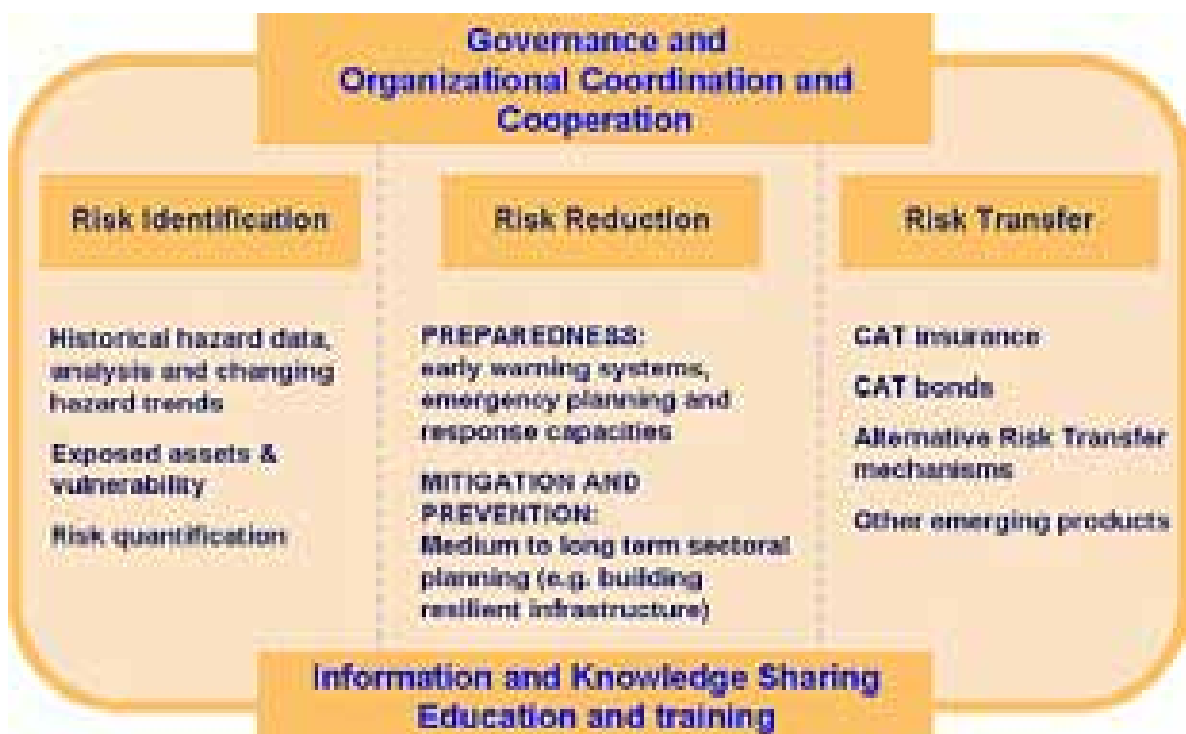 Governance and
Organizational Coordination and
Cooperation
Risk Identification
Historical hazard data,
analysis and changing
hazard trends
Exposed assets &
vulnerability
Risk quantification
Risk Reduction
PREPAREDNESS:
early warning systems,
emergency planning and
response capacities
MITIGATION AND
PREVENTION:
Medium to long term sectoral
planning (e.g. building
resilient infrastructure)
Risk Transfer
CAT insurance
CAT bonds
Alternative Risk Transfer
mechanisms
Other emerging products
Information and Knowledge Sharing
Education and training